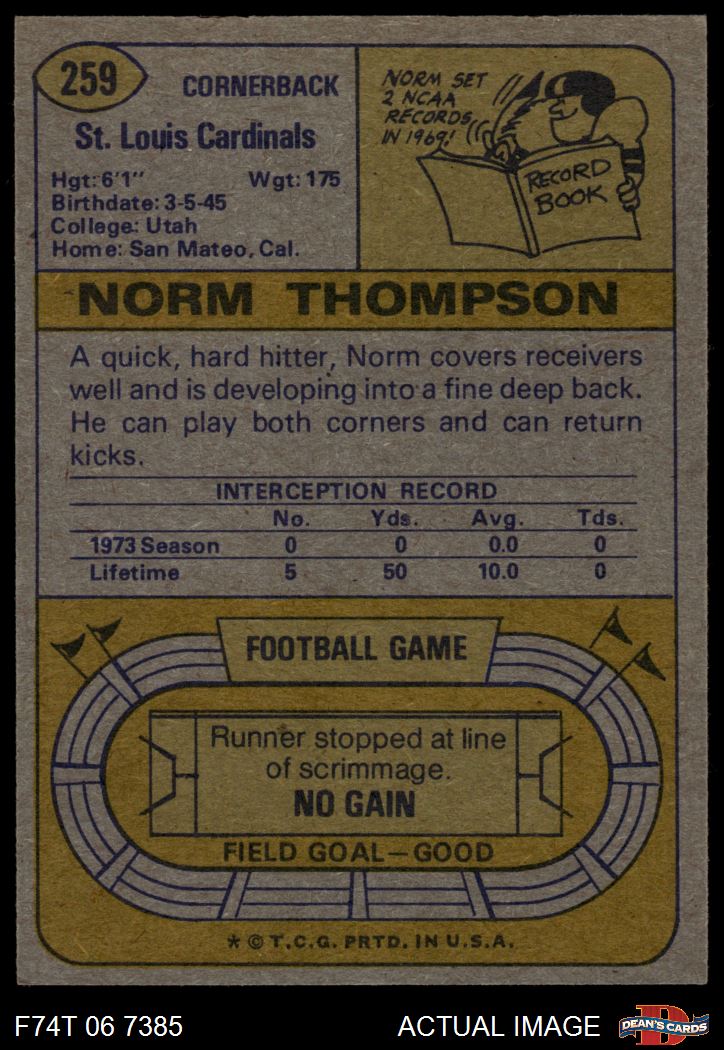 259
CORNERBACK
St. Louis Cardinals
Hgt: 6'1" Wgt: 175
Birthdate: 3-5-45
College: Utah
Home: San Mateo, Cal.
NORM SET
2 NCAA
RECORDS
IN 1969!
RECORD
BOOK
NORM THOMPSON
A quick, hard hitter, Norm covers receivers
well and is developing into a fine deep back.
He can play both corners and can return
kicks.
INTERCEPTION RECORD
No. Yds. Avg. Tds.
1973 Season 0 0 0.0 0
Lifetime 5 50 10.0 0
FOOTBALL GAME
Runner stopped at line
of scrimmage.
NO GAIN
FIELD GOAL—GOOD
* © T.C.G. PRTD. IN U.S.A.
F74T 06 7385 ACTUAL IMAGE
D
DEAN'S CARDS